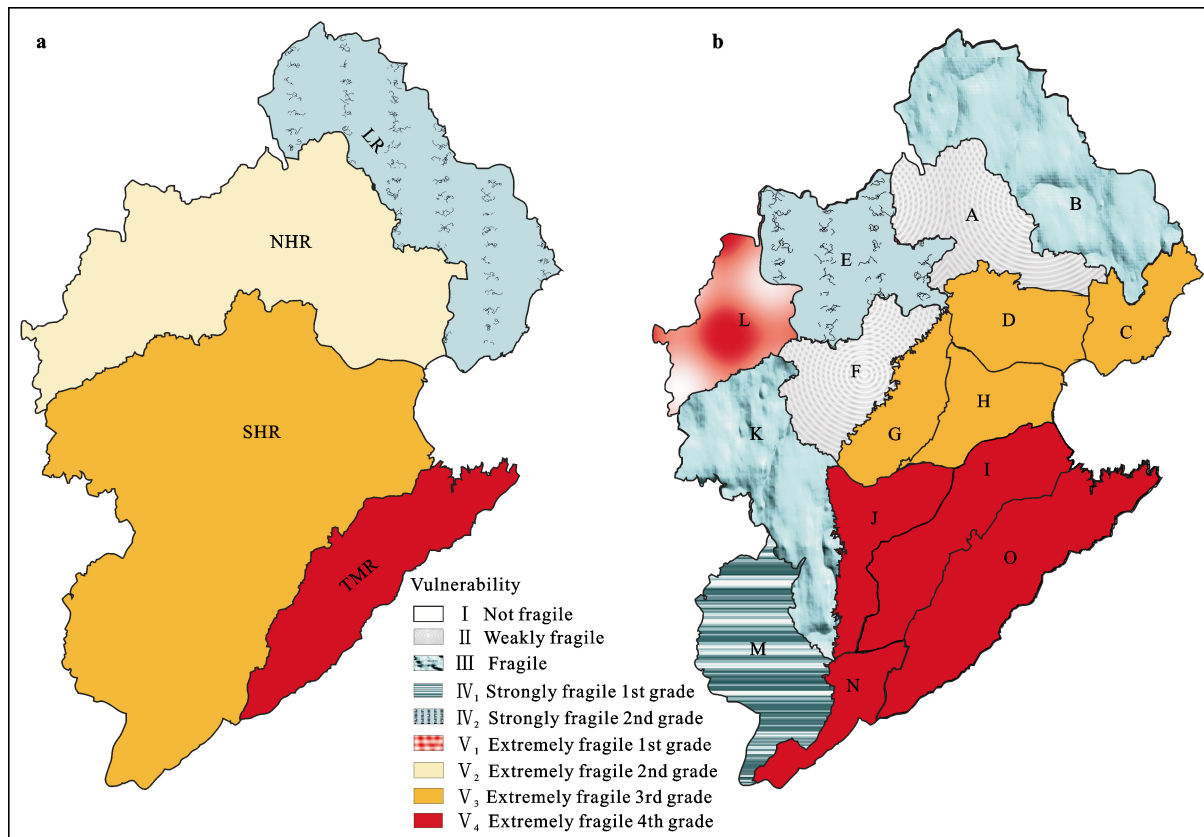 a
LR
NHR
SHR
TMR
b
A
B
E
L
D
C
F
H
K
G
I
J
O
M
N
Vulnerability
Ⅰ Not fragile
Ⅱ Weakly fragile
Ⅲ Fragile
Ⅳ₁ Strongly fragile 1st grade
Ⅳ₂ Strongly fragile 2nd grade
Ⅴ₁ Extremely fragile 1st grade
Ⅴ₂ Extremely fragile 2nd grade
Ⅴ₃ Extremely fragile 3rd grade
Ⅴ₄ Extremely fragile 4th grade